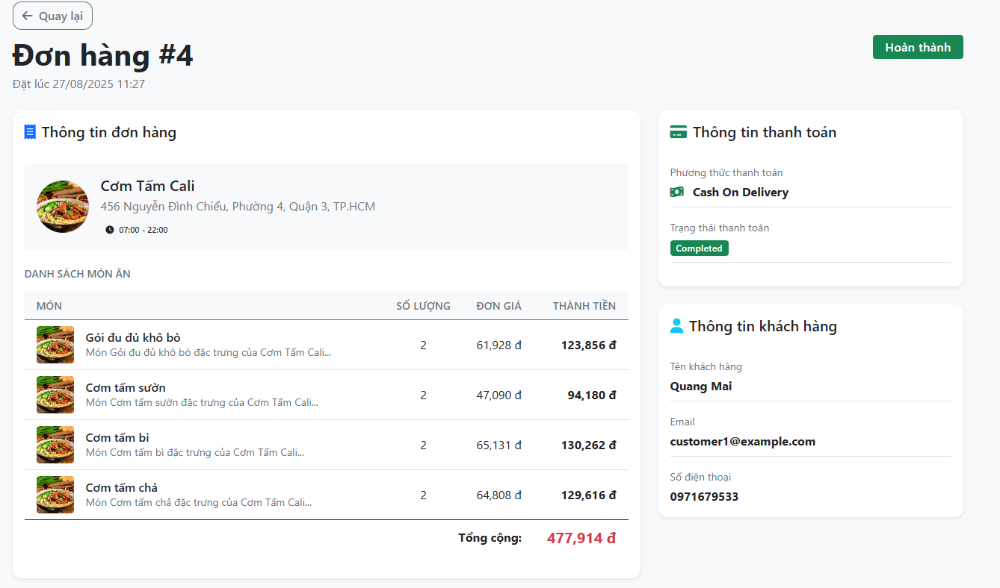 Quay lại
Đơn hàng #4
Hoàn thành
Đặt lúc 27/08/2025 11:27
Thông tin đơn hàng
Cơm Tấm Cali
456 Nguyễn Đình Chiểu, Phường 4, Quận 3, TP.HCM
07:00 - 22:00
DANH SÁCH MÓN ĂN
MÓN SỐ LƯỢNG ĐƠN GIÁ THÀNH TIỀN
Gỏi đu đủ khô bò
Món Gỏi đu đủ khô bò đặc trưng của Cơm Tấm Cali...
2 61,928 đ 123,856 đ
Cơm tấm sườn
Món Cơm tấm sườn đặc trưng của Cơm Tấm Cali...
2 47,090 đ 94,180 đ
Cơm tấm bì
Món Cơm tấm bì đặc trưng của Cơm Tấm Cali...
2 65,131 đ 130,262 đ
Cơm tấm chả
Món Cơm tấm chả đặc trưng của Cơm Tấm Cali...
2 64,808 đ 129,616 đ
Tổng cộng: 477,914 đ
Thông tin thanh toán
Phương thức thanh toán
Cash On Delivery
Trạng thái thanh toán
Completed
Thông tin khách hàng
Tên khách hàng
Quang Mai
Email
customer1@example.com
Số điện thoại
0971679533